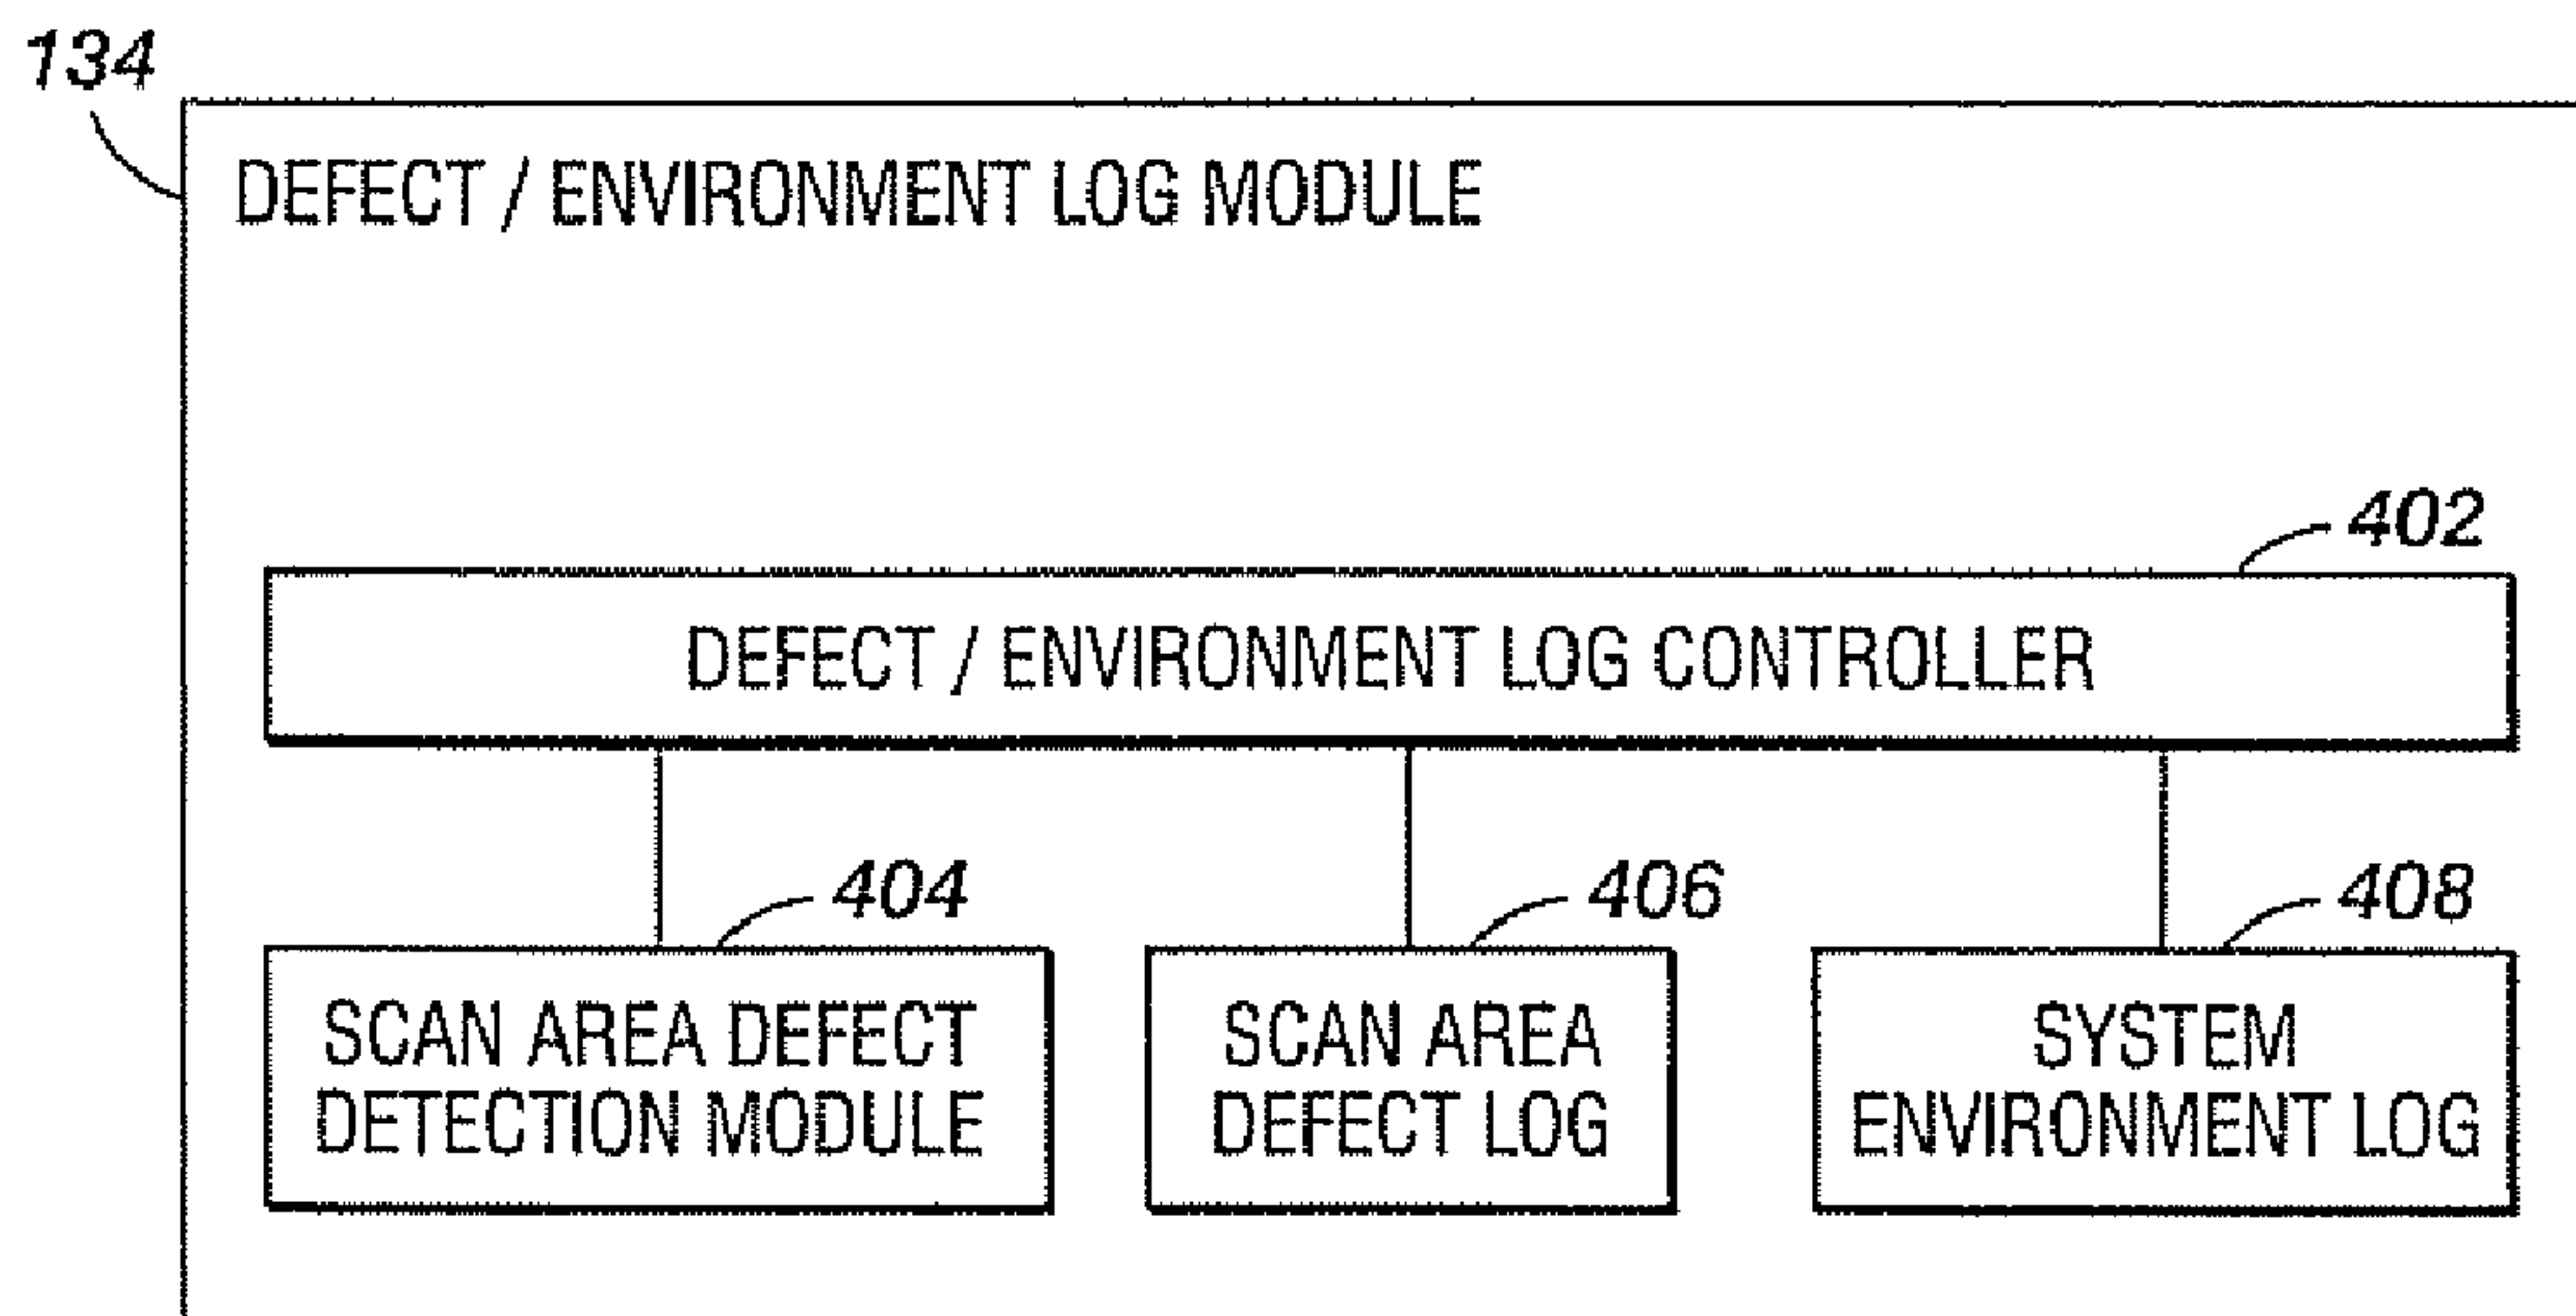 134
DEFECT / ENVIRONMENT LOG MODULE
402
DEFECT / ENVIRONMENT LOG CONTROLLER
404
SCAN AREA DEFECT
DETECTION MODULE
406
SCAN AREA
DEFECT LOG
408
SYSTEM
ENVIRONMENT LOG